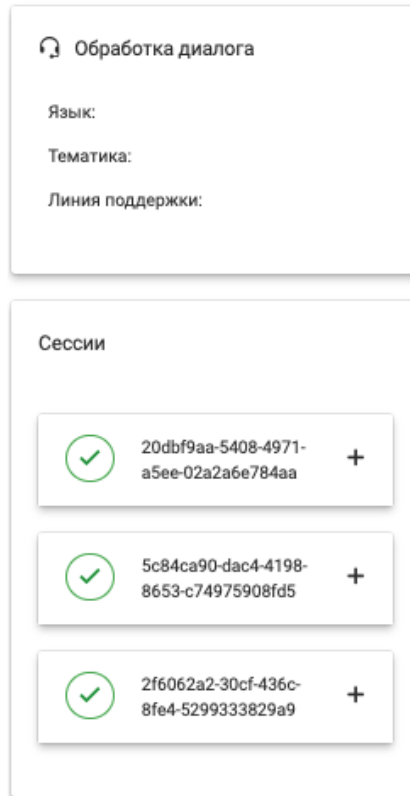 Обработка диалога
Язык:
Тематика:
Линия поддержки:
Сессии
20dbf9aa-5408-4971-
a5ee-02a2a6e784aa
5c84ca90-dac4-4198-
8653-c74975908fd5
2f6062a2-30cf-436c-
8fe4-5299333829a9